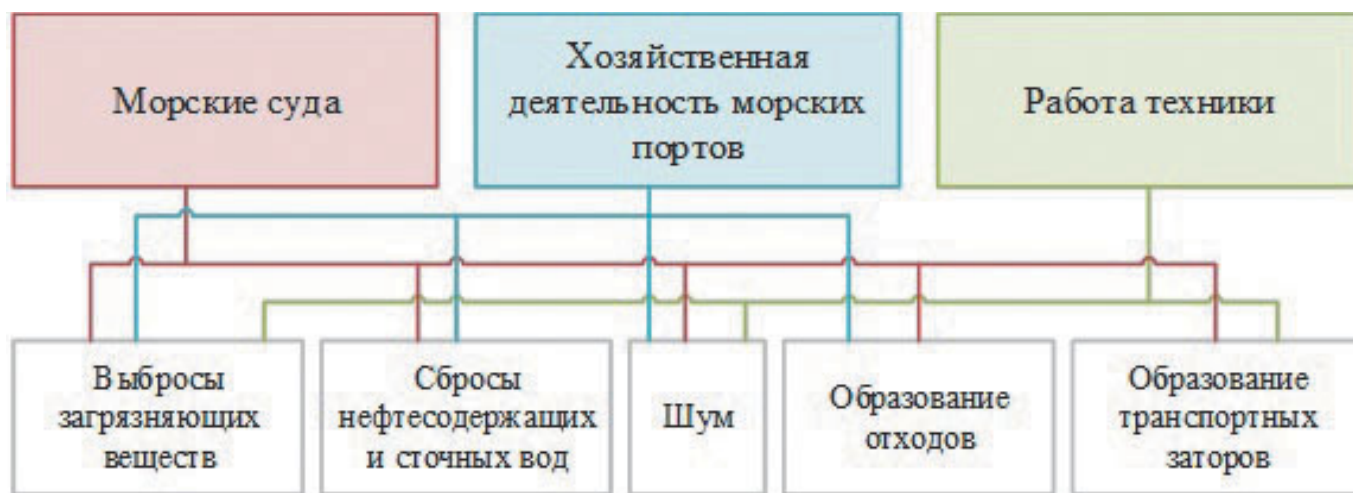 Морские суда
Хозяйственная
деятельность морских
портов
Работа техники
Выбросы
загрязняющих
веществ
Сбросы
нефтесодержащих
и сточных вод
Шум
Образование
отходов
Образование
транспортных
заторов